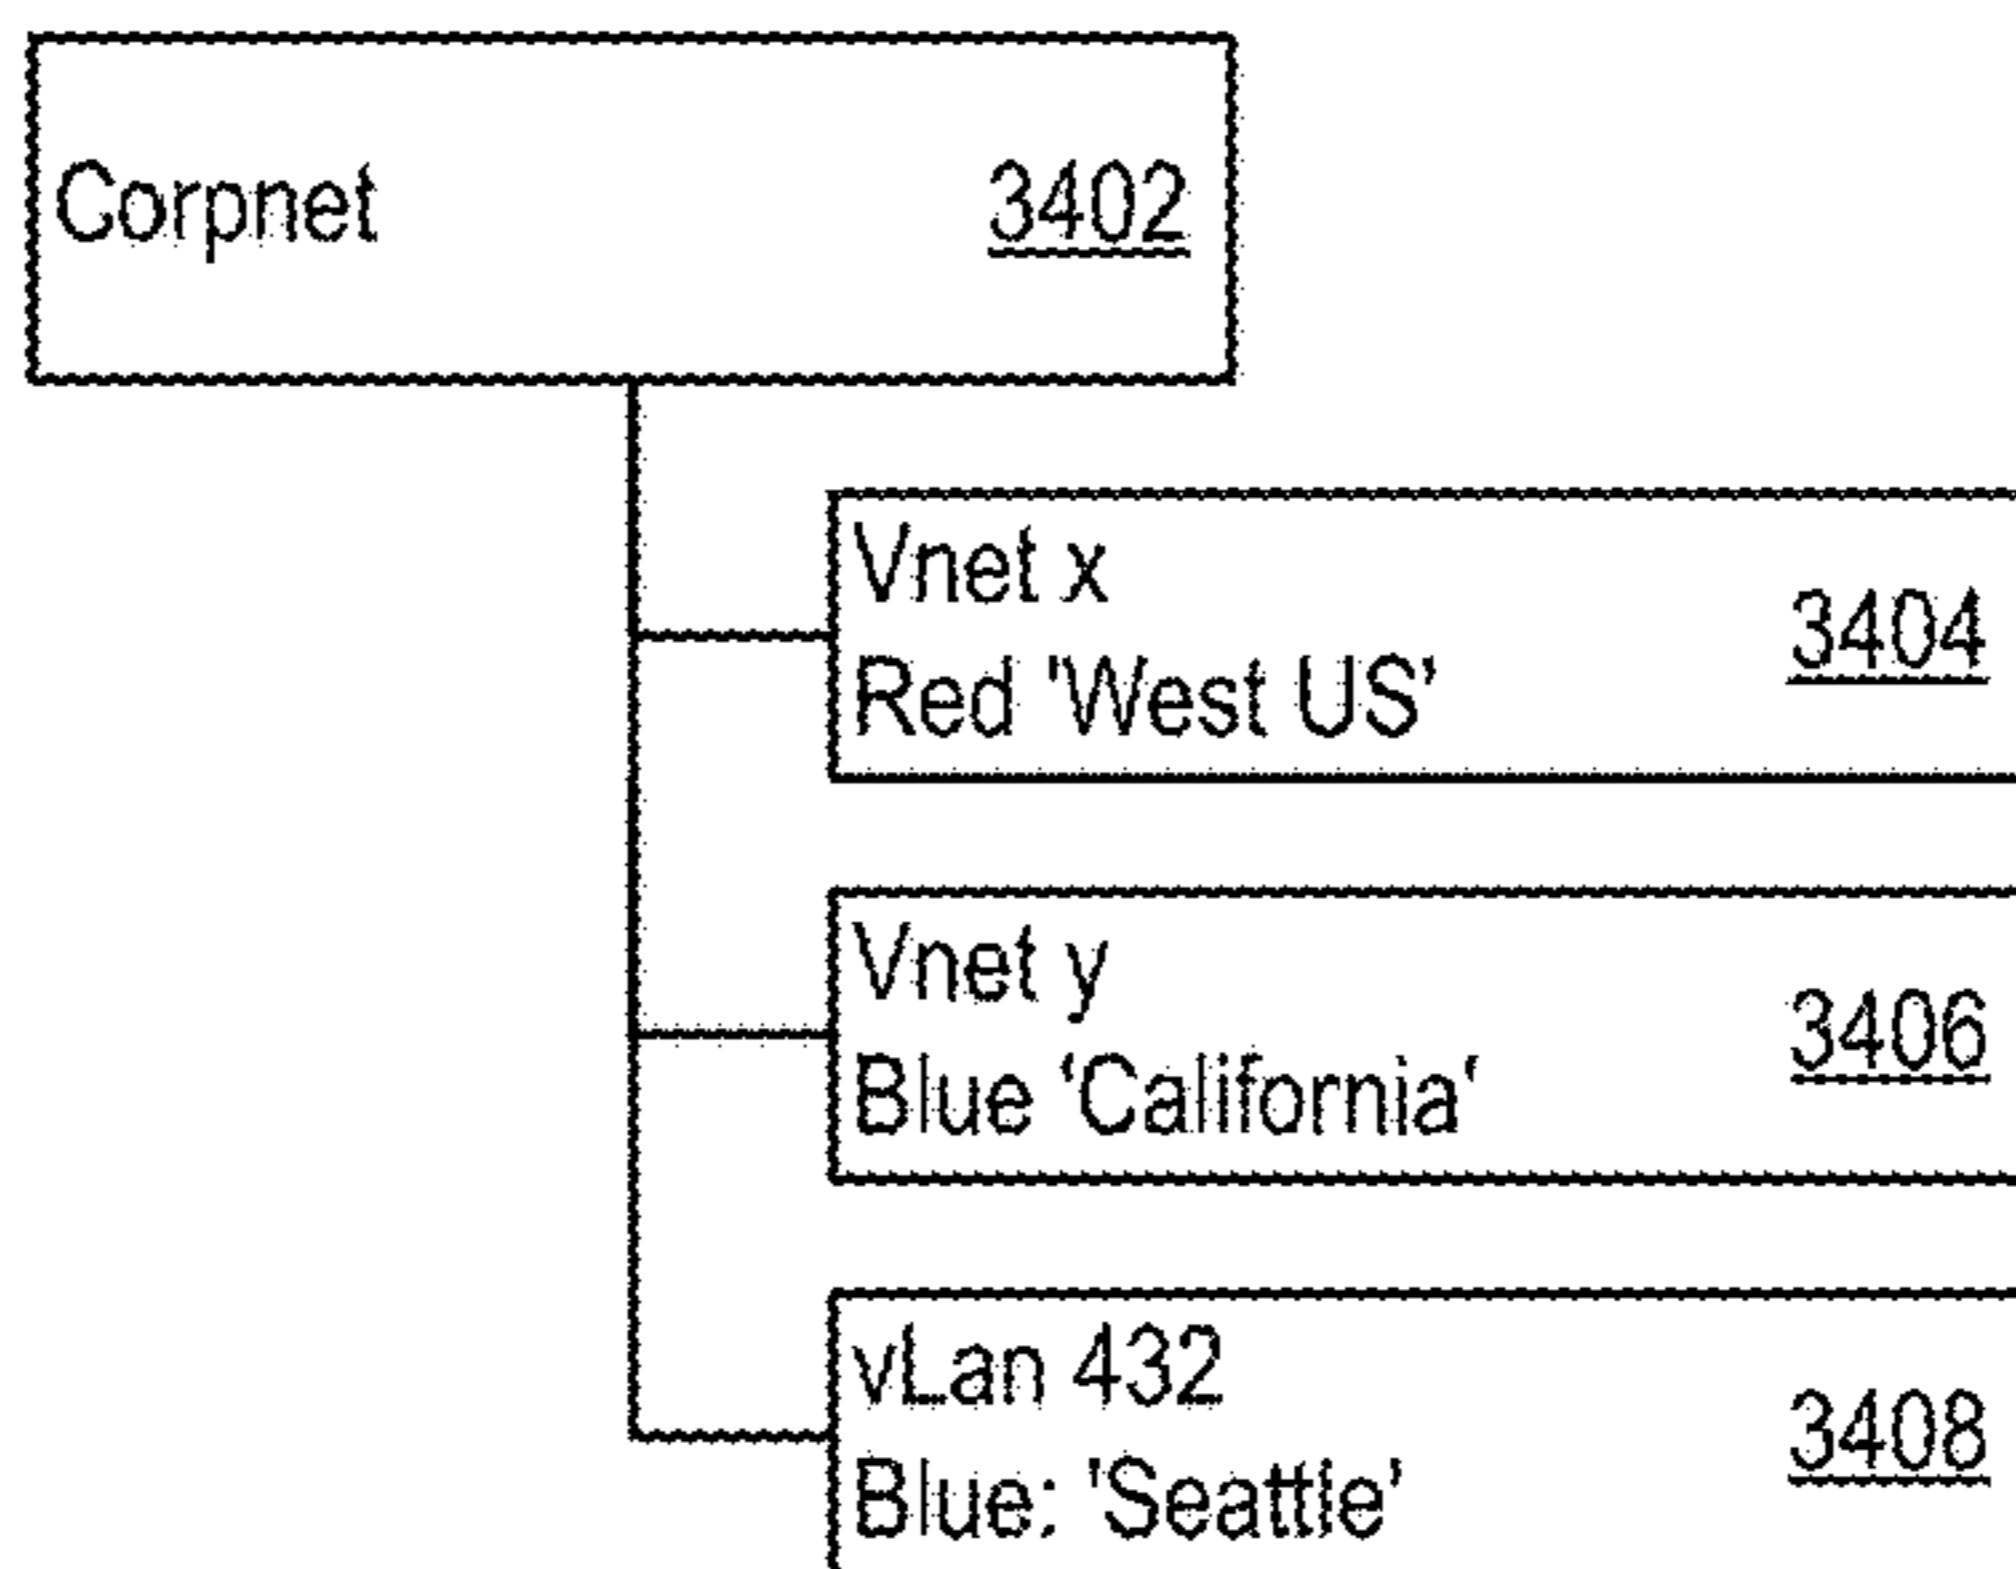 Corpnet 3402
Vnet x
Red 'West US' 3404
Vnet y
Blue ‘California‘ 3406
vLan 432
Blue: 'Seattle' 3408